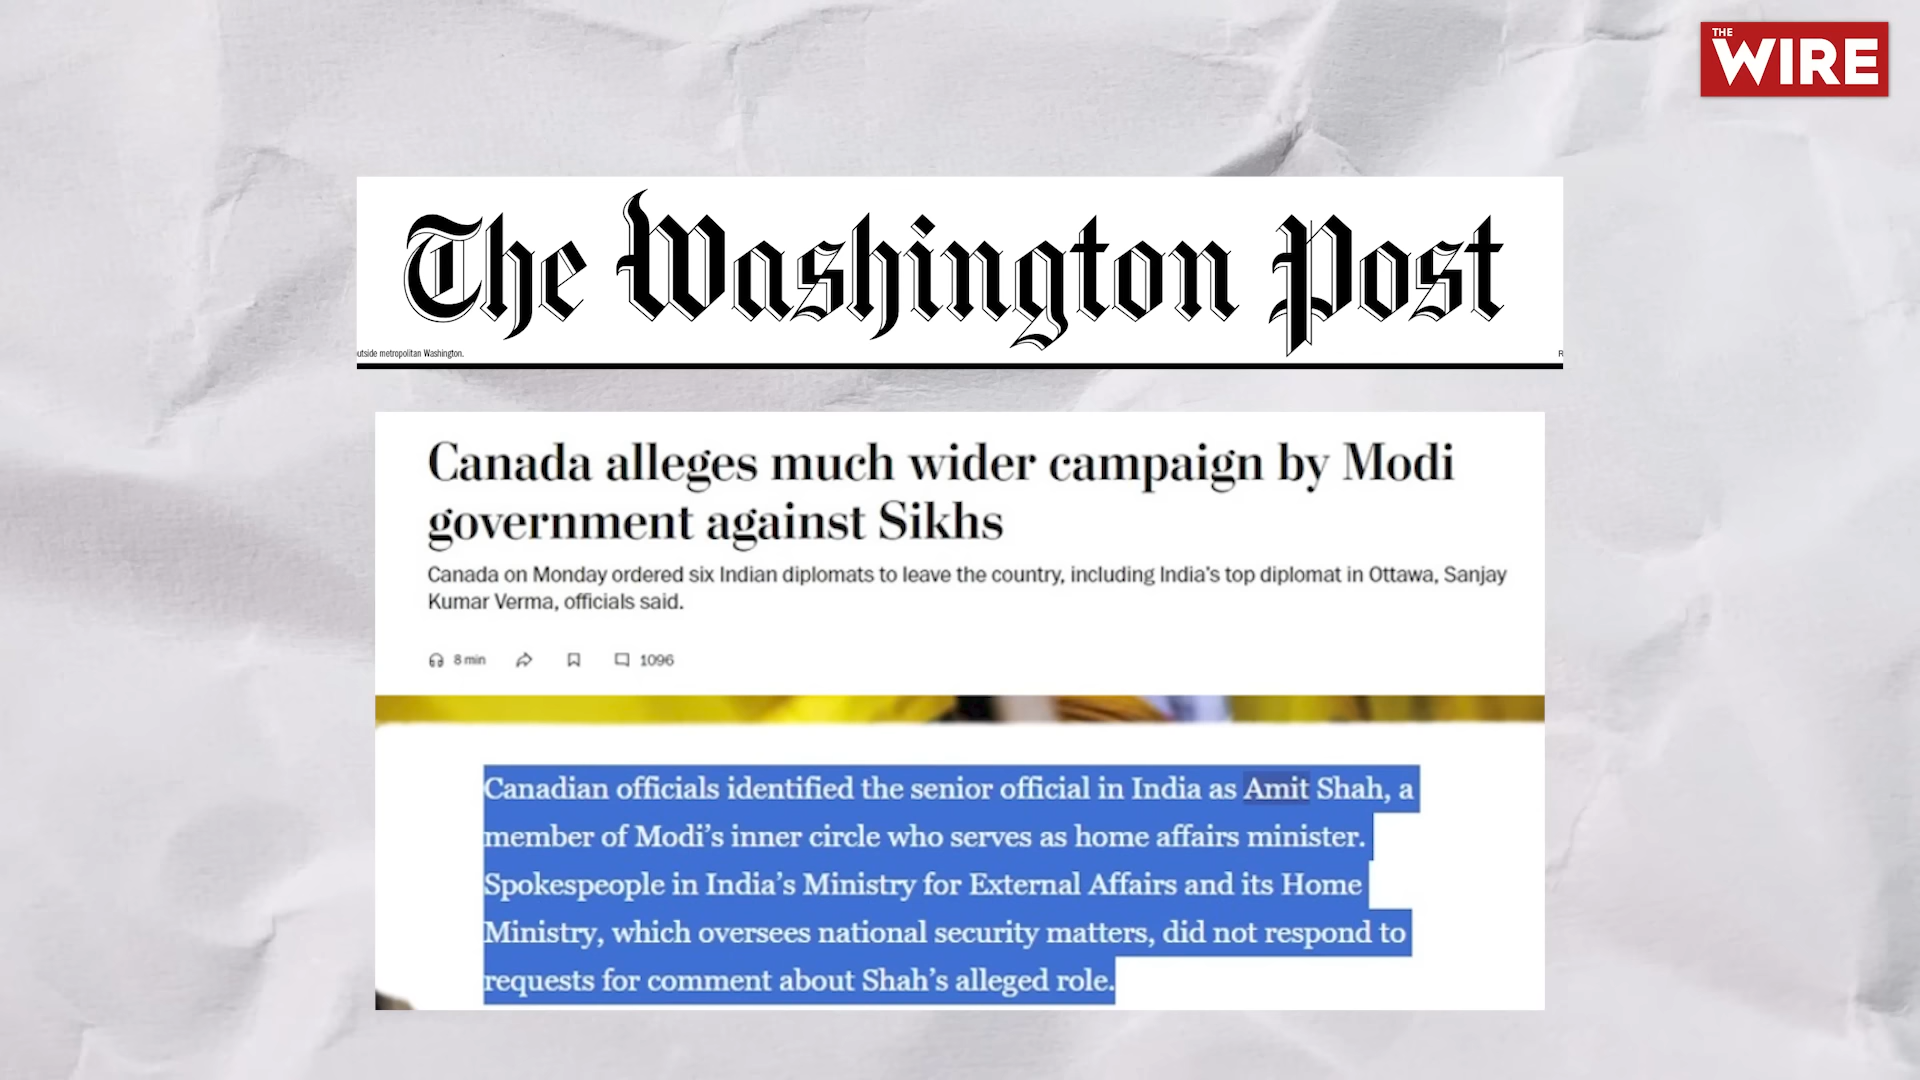 THE
WIRE
The Washington Post
utside metropolitan Washington.
R
Canada alleges much wider campaign by Modi
government against Sikhs
Canada on Monday ordered six Indian diplomats to leave the country, including India’s top diplomat in Ottawa, Sanjay
Kumar Verma, officials said.
8 min
1096
Canadian officials identified the senior official in India as Amit Shah, a
member of Modi’s inner circle who serves as home affairs minister.
Spokespeople in India’s Ministry for External Affairs and its Home
Ministry, which oversees national security matters, did not respond to
requests for comment about Shah’s alleged role.